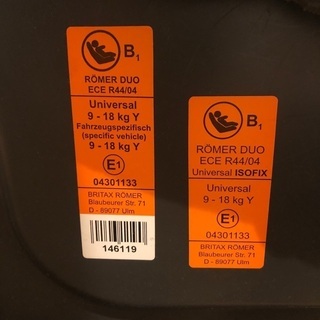 B1
RÖMER DUO
ECE R44/04
Universal
9 - 18 kg Y
Fahrzeugspezifisch
(specific vehicle)
9 - 18 kg Y
E1
04301133
BRITAX RÖMER
Blaubeurer Str. 71
D - 89077 Ulm
146119
B1
RÖMER DUO
ECE R44/04
Universal ISOFIX
Universal
9 - 18 kg Y
E1
04301133
BRITAX RÖMER
Blaubeurer Str. 71
D - 89077 Ulm